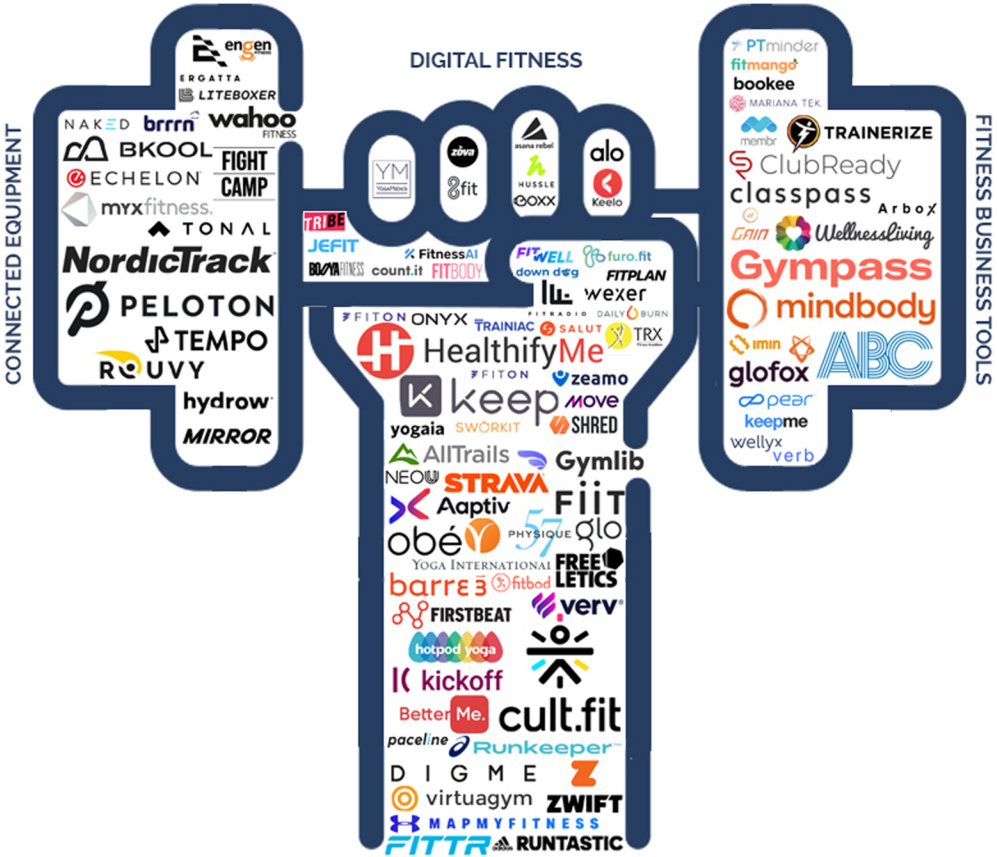 DIGITAL FITNESS
CONNECTED EQUIPMENT
engen
FITNESS
ERGATTA
LITEBOXER
NAKED brrrn wahoo
FITNESS
BKOOL
FIGHT
CAMP
ECHELON
myxfitness.
TONAL
NordicTrack
PELOTON
TEMPO
ROUVY
hydrow
MIRROR
YM
YOGAMEDICS
zova
8fit
asana rebel
HUSSLE
BOXX
alo
Keelo
TRIBE
JEFIT
FitnessAI
count.it FITBODY
FITWELL furo.fit
down dog FITPLAN
wexer
FITRADIO DAILY BURN
FITON ONYX
TRAINIAC SALUT TRX
HealthifyMe
FITON
zeamo
keep
MOVE
yogaia SWORKIT SHRED
AllTrails Gymlib
NEOU STRAVA
Aaptiv FiiT
obé PHYSIQUE 57 glo
YOGA INTERNATIONAL
FREE
LETICS
barre3 fitbod
FIRSTBEAT verv
hotpod yoga
kickoff
BetterMe. cult.fit
paceline Runkeeper
DIGME
virtuagym ZWIFT
MAPMYFITNESS
FITTR adidas RUNTASTIC
FITNESS BUSINESS TOOLS
PTminder
fitmango
bookee
MARIANA TEK.
membr
TRAINERIZE
ClubReady
classpass
Arbox
GAIN WellnessLiving
Gympass
mindbody
IMIN
glofox
ABC
pear
keepme
wellyx
verb